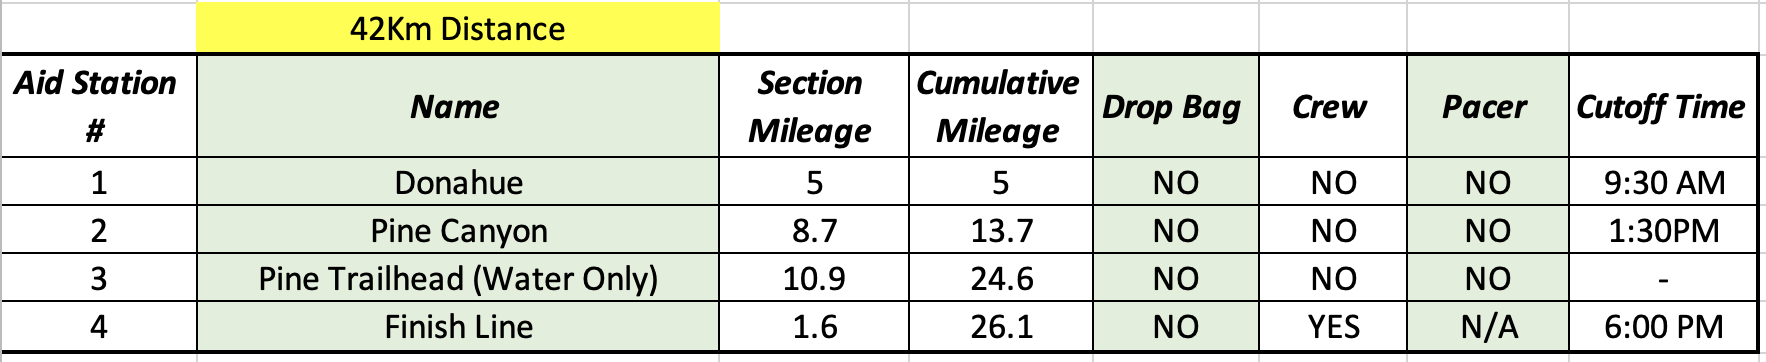 42Km Distance
Aid Station # Name Section Mileage Cumulative Mileage Drop Bag Crew Pacer Cutoff Time
1 Donahue 5 5 NO NO NO 9:30 AM
2 Pine Canyon 8.7 13.7 NO NO NO 1:30PM
3 Pine Trailhead (Water Only) 10.9 24.6 NO NO NO -
4 Finish Line 1.6 26.1 NO YES N/A 6:00 PM